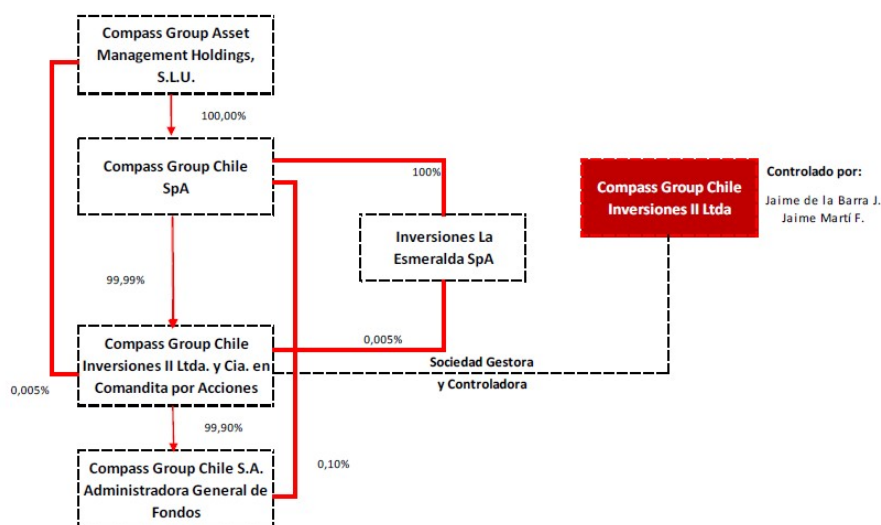 Compass Group Asset
Management Holdings,
S.L.U.
100,00%
Compass Group Chile
SpA
100%
Compass Group Chile
Inversiones II Ltda
Controlado por:
Jaime de la Barra J.
Jaime Martí F.
Inversiones La
Esmeralda SpA
99,99%
Compass Group Chile
Inversiones II Ltda. y Cia. en
Comandita por Acciones
0,005%
Sociedad Gestora
y Controladora
0,005%
99,90%
Compass Group Chile S.A.
Administradora General de
Fondos
0,10%